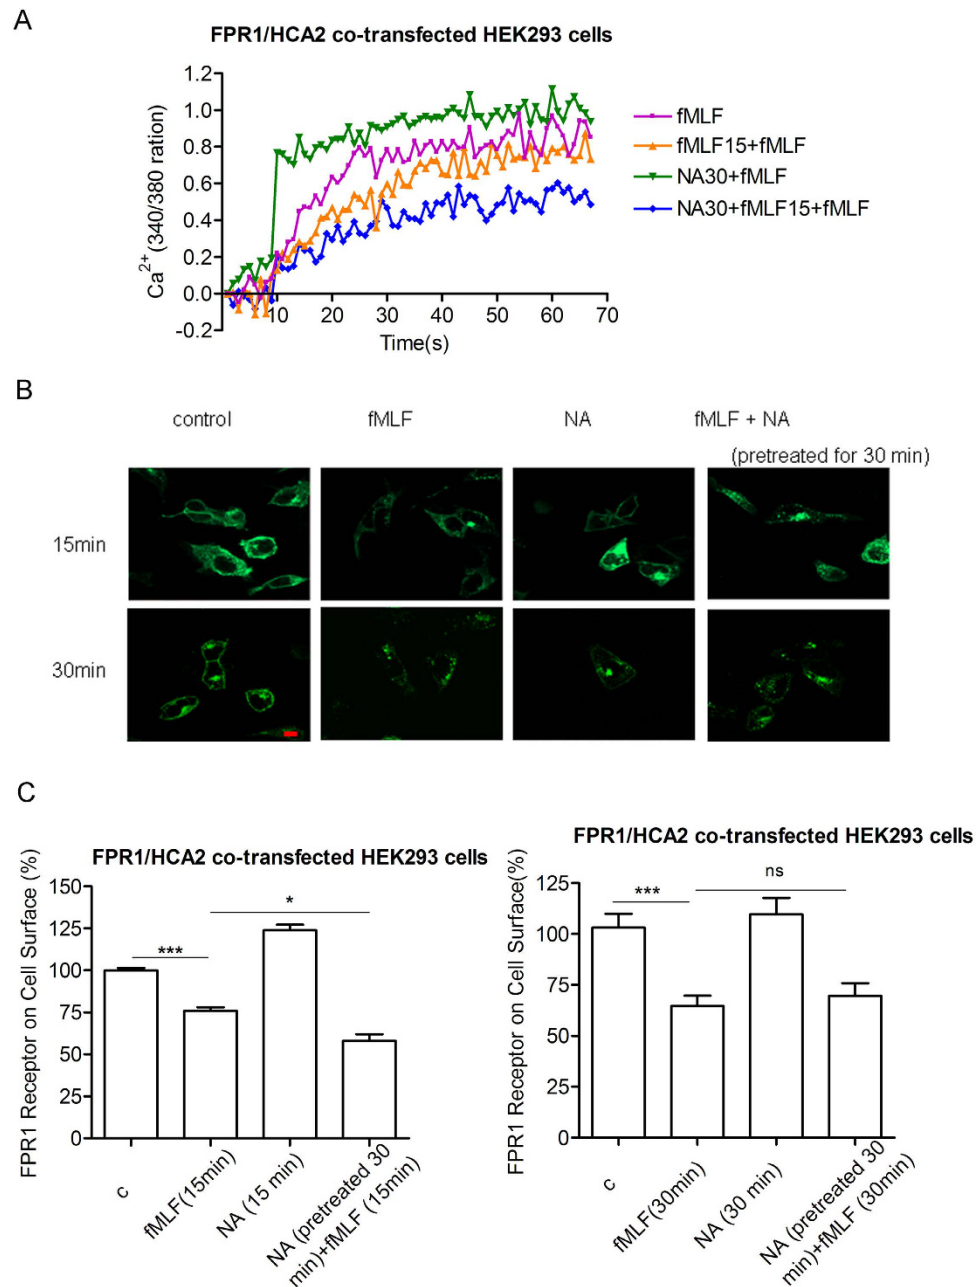 A
FPR1/HCA2 co-transfected HEK293 cells
Ca2+(340/380 ration)
1.2
1.0
0.8
0.6
0.4
0.2
0.0
-0.2
10 20 30 40 50 60 70
Time(s)
fMLF
fMLF15+fMLF
NA30+fMLF
NA30+fMLF15+fMLF
B
control fMLF NA fMLF + NA
(pretreated for 30 min)
15min
30min
C
FPR1/HCA2 co-transfected HEK293 cells
FPR1 Receptor on Cell Surface (%)
150
125
100
75
50
25
0
***
*
c
fMLF(15min)
NA (15 min)
NA (pretreated 30
min)+fMLF (15min)
FPR1/HCA2 co-transfected HEK293 cells
FPR1 Receptor on Cell Surface(%)
125
100
75
50
25
0
***
ns
c
fMLF(30min)
NA (30 min)
NA (pretreated 30
min)+fMLF (30min)